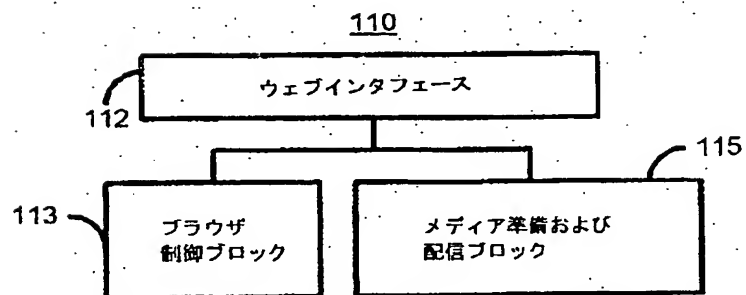 110
ウェブインタフェース
112
115
113
ブラウザ
制御ブロック
メディア準備および
配信ブロック